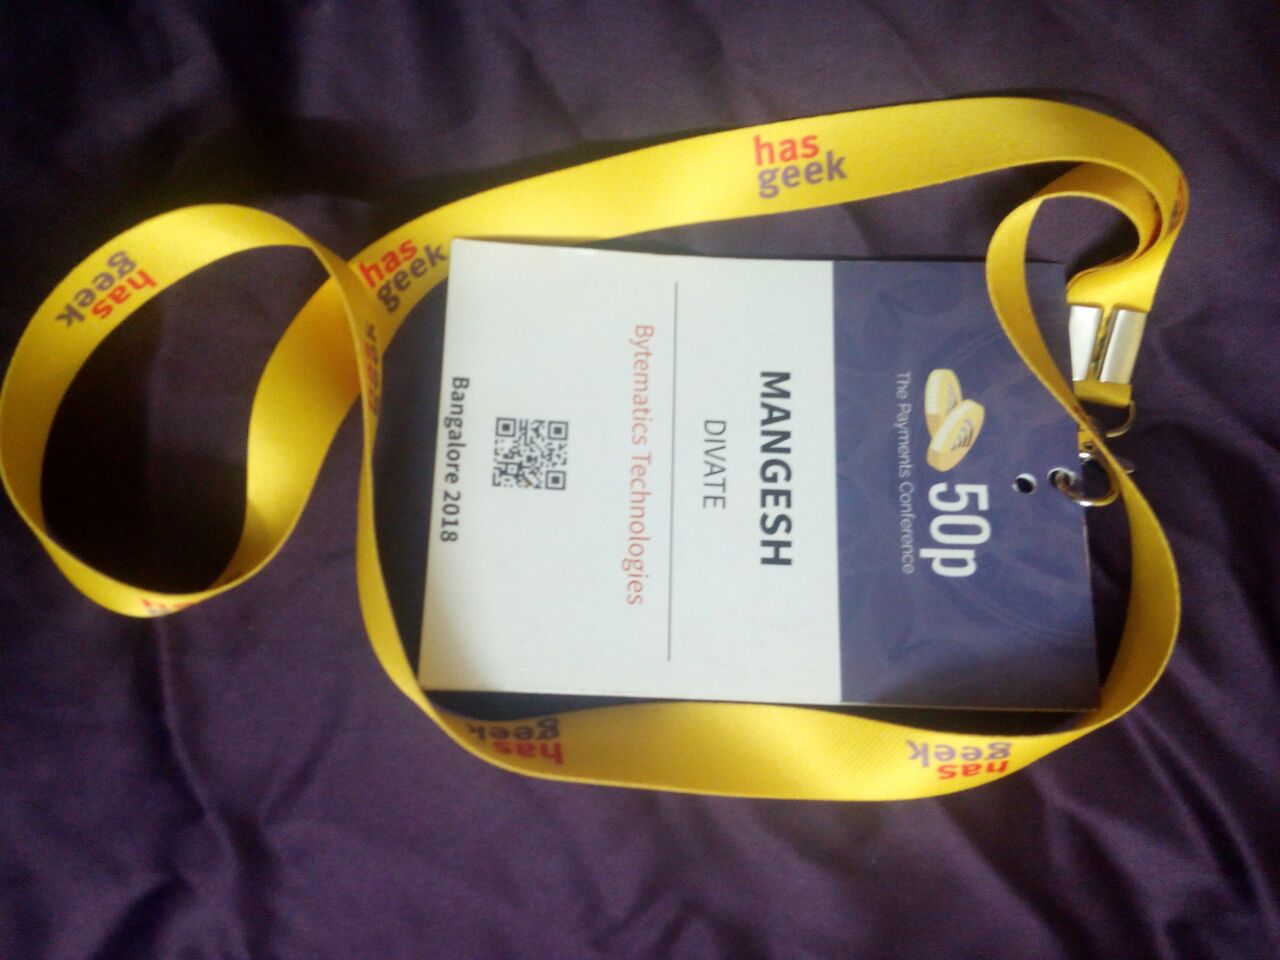 50p
The Payments Conference
MANGESH
DIVATE
Bytematics Technologies
Bangalore 2018
has
geek
has
geek
has
geek
has
geek
has
geek